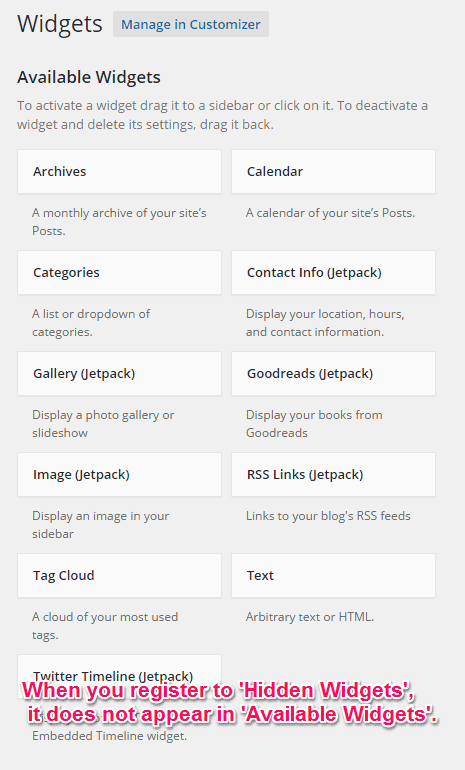 Widgets Manage in Customizer
Available Widgets
To activate a widget drag it to a sidebar or click on it. To deactivate a
widget and delete its settings, drag it back.
Archives
Calendar
A monthly archive of your site’s
Posts.
A calendar of your site’s Posts.
Categories
Contact Info (Jetpack)
A list or dropdown of
categories.
Display your location, hours,
and contact information.
Gallery (Jetpack)
Goodreads (Jetpack)
Display a photo gallery or
slideshow
Display your books from
Goodreads
Image (Jetpack)
RSS Links (Jetpack)
Display an image in your
sidebar
Links to your blog's RSS feeds
Tag Cloud
Text
A cloud of your most used
tags.
Arbitrary text or HTML.
Twitter Timeline (Jetpack)
When you register to 'Hidden Widgets',
it does not appear in 'Available Widgets'.
Embedded Timeline widget.